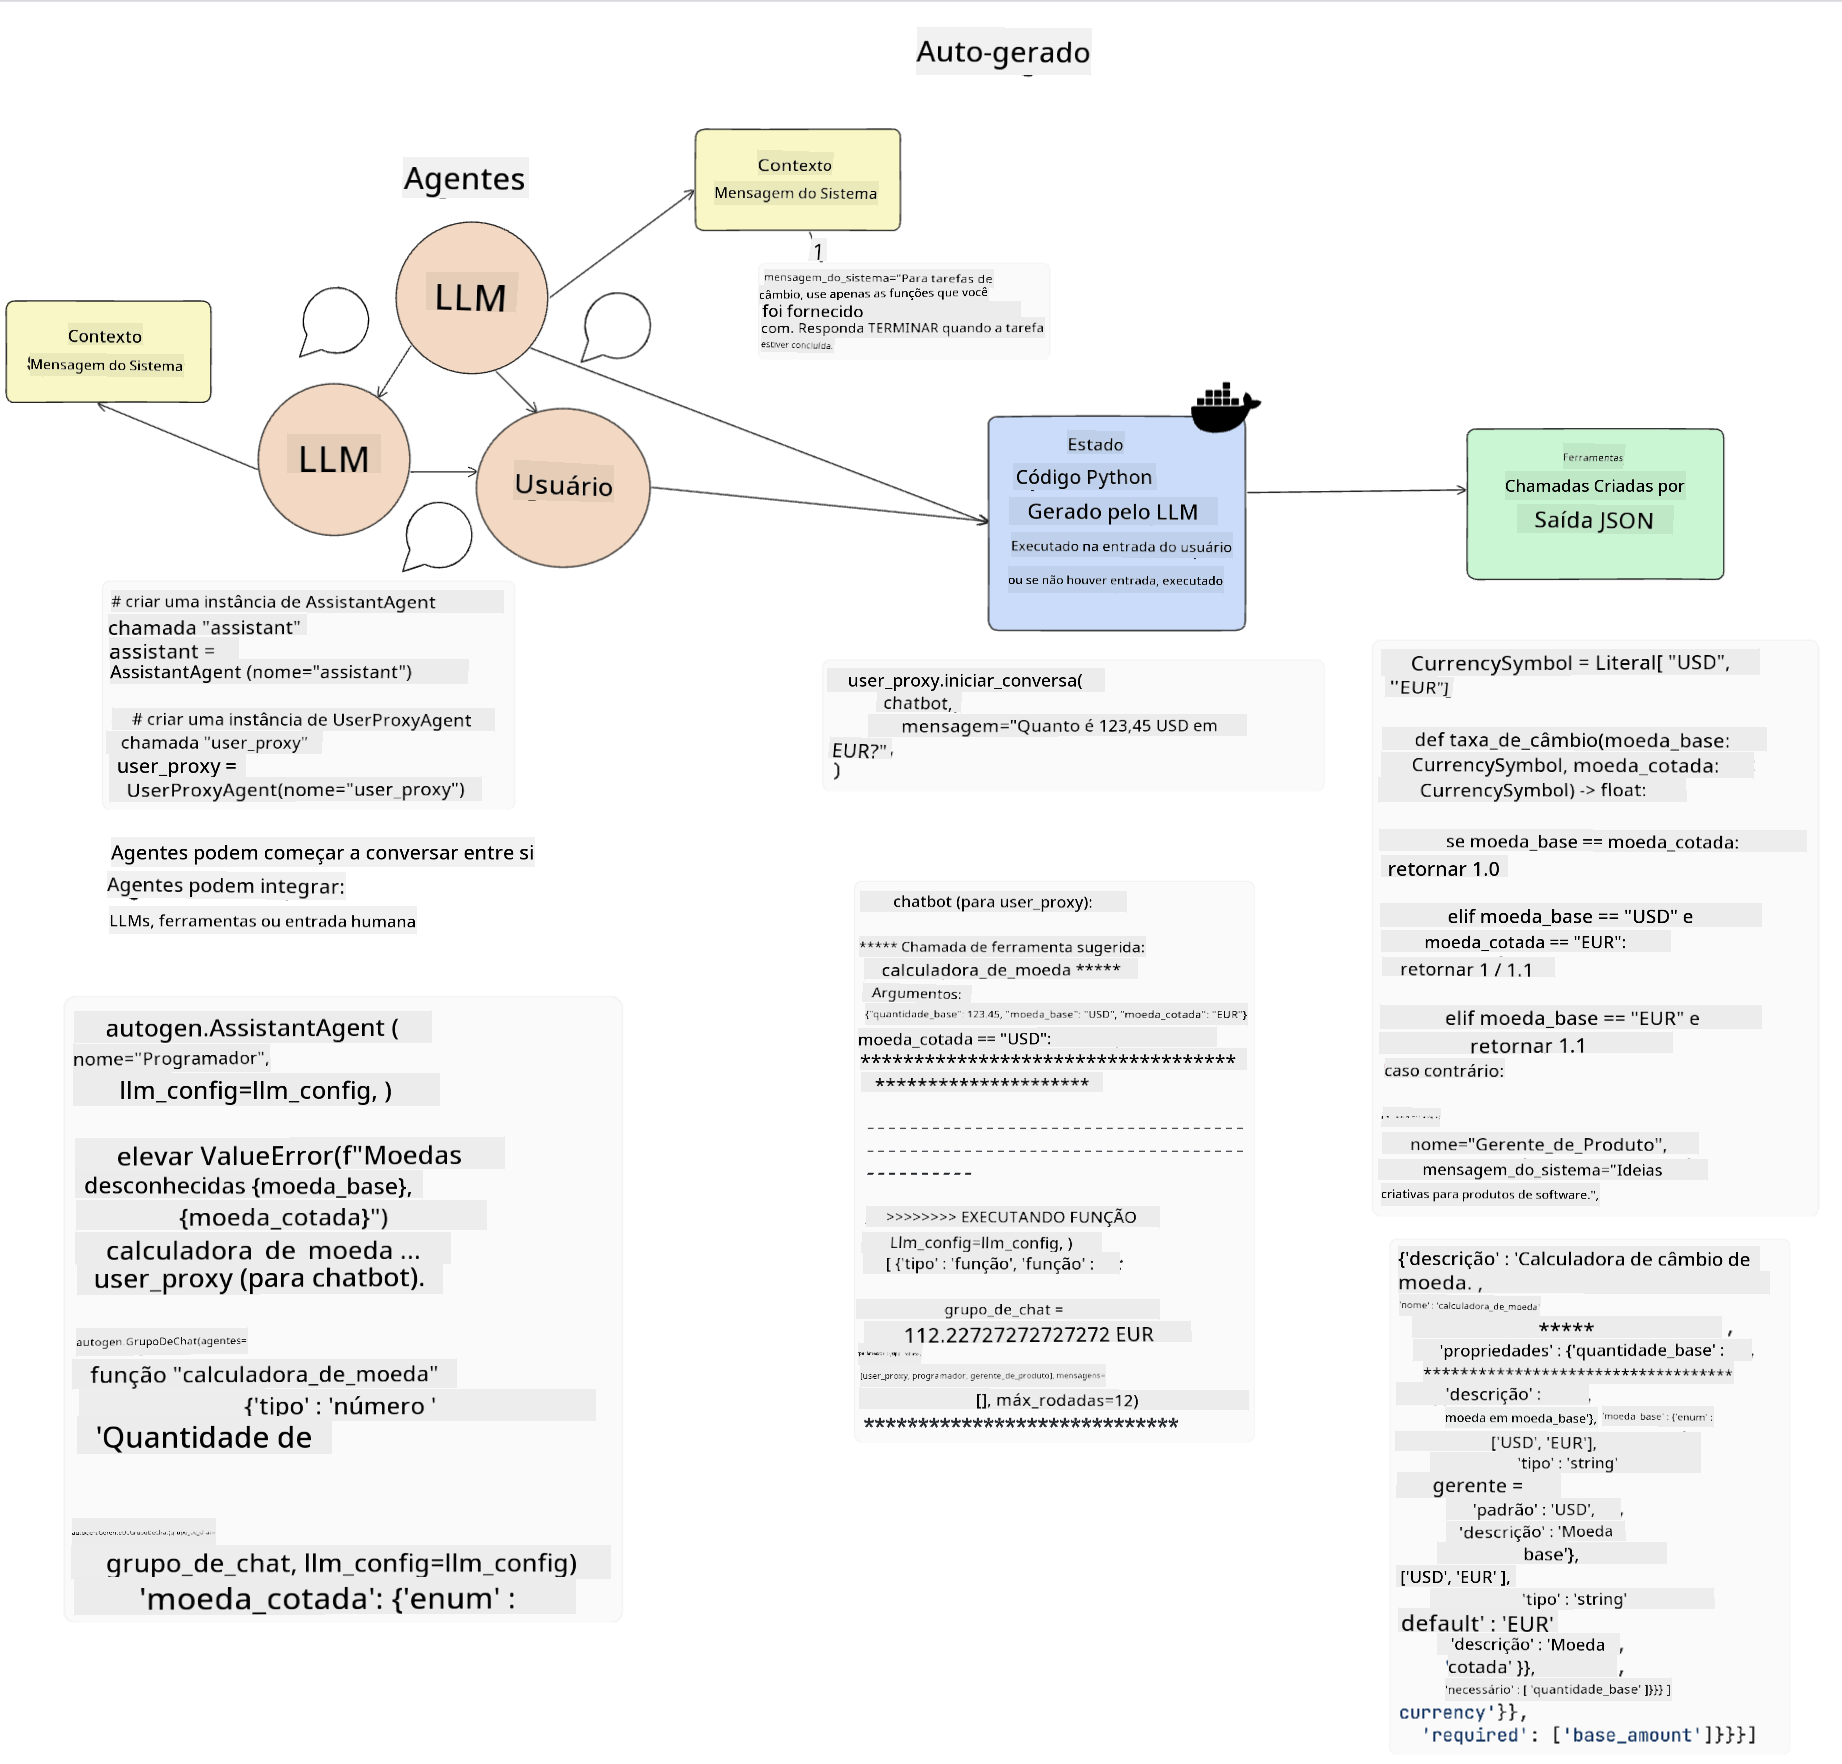 Auto-gerado
Agentes
Contexto
Mensagem do Sistema
1
mensagem_do_sistema="Para tarefas de
câmbio, use apenas as funções que você
foi fornecido
com. Responda TERMINAR quando a tarefa
estiver concluída.
LLM
Contexto
Mensagem do Sistema
LLM
Usuário
Estado
Código Python
Gerado pelo LLM
Executado na entrada do usuário
ou se não houver entrada, executado
Ferramentas
Chamadas Criadas por
Saída JSON
# criar uma instância de AssistantAgent
chamada "assistant"
assistant =
AssistantAgent (nome="assistant")
# criar uma instância de UserProxyAgent
chamada "user_proxy"
user_proxy =
UserProxyAgent(nome="user_proxy")
Agentes podem começar a conversar entre si
Agentes podem integrar:
LLMs, ferramentas ou entrada humana
autogen.AssistantAgent (
nome="Programador",
llm_config=llm_config, )
elevar ValueError(f"Moedas
desconhecidas {moeda_base},
{moeda_cotada}")
calculadora_de_moeda ...
user_proxy (para chatbot).
autogen.GrupoDeChat(agentes=
função "calculadora_de_moeda"
{'tipo' : 'número '
'Quantidade de
grupo_de_chat, llm_config=llm_config)
'moeda_cotada': {'enum' :
user_proxy.iniciar_conversa(
chatbot,
mensagem="Quanto é 123,45 USD em
EUR?",
)
chatbot (para user_proxy):
***** Chamada de ferramenta sugerida:
calculadora_de_moeda *****
Argumentos:
{"quantidade_base": 123.45, "moeda_base": "USD", "moeda_cotada": "EUR"}
moeda_cotada == "USD":
***********************************
*********************
-----------------------------------
-----------------------------------
----------
>>>>>>>> EXECUTANDO FUNÇÃO
Llm_config=llm_config, )
[ {'tipo' : 'função', 'função' :
grupo_de_chat =
112.22727272727272 EUR
[user_proxy, programador, gerente_de_produto], mensagens=
[], máx_rodadas=12)
*****************************
CurrencySymbol = Literal[ "USD",
"EUR"]
def taxa_de_câmbio(moeda_base:
CurrencySymbol, moeda_cotada:
CurrencySymbol) -> float:
se moeda_base == moeda_cotada:
retornar 1.0
elif moeda_base == "USD" e
moeda_cotada == "EUR":
retornar 1 / 1.1
elif moeda_base == "EUR" e
retornar 1.1
caso contrário:
nome="Gerente_de_Produto",
mensagem_do_sistema="Ideias
criativas para produtos de software.",
{'descrição' : 'Calculadora de câmbio de
moeda. ,
'nome' : 'calculadora_de_moeda'
***** ,
'propriedades' : {'quantidade_base' : ,
*********************************
'descrição' : ,
moeda em moeda_base'}, 'moeda_base' : {'enum' :
['USD', 'EUR'],
'tipo' : 'string'
gerente =
'padrão' : 'USD', ,
'descrição' : 'Moeda
base'},
['USD', 'EUR' ],
'tipo' : 'string'
default' : 'EUR'
'descrição' : 'Moeda ,
'cotada' }}, ,
'necessário' : [ 'quantidade_base' ]}}} ]
currency'}},
'required': ['base_amount']}}}]